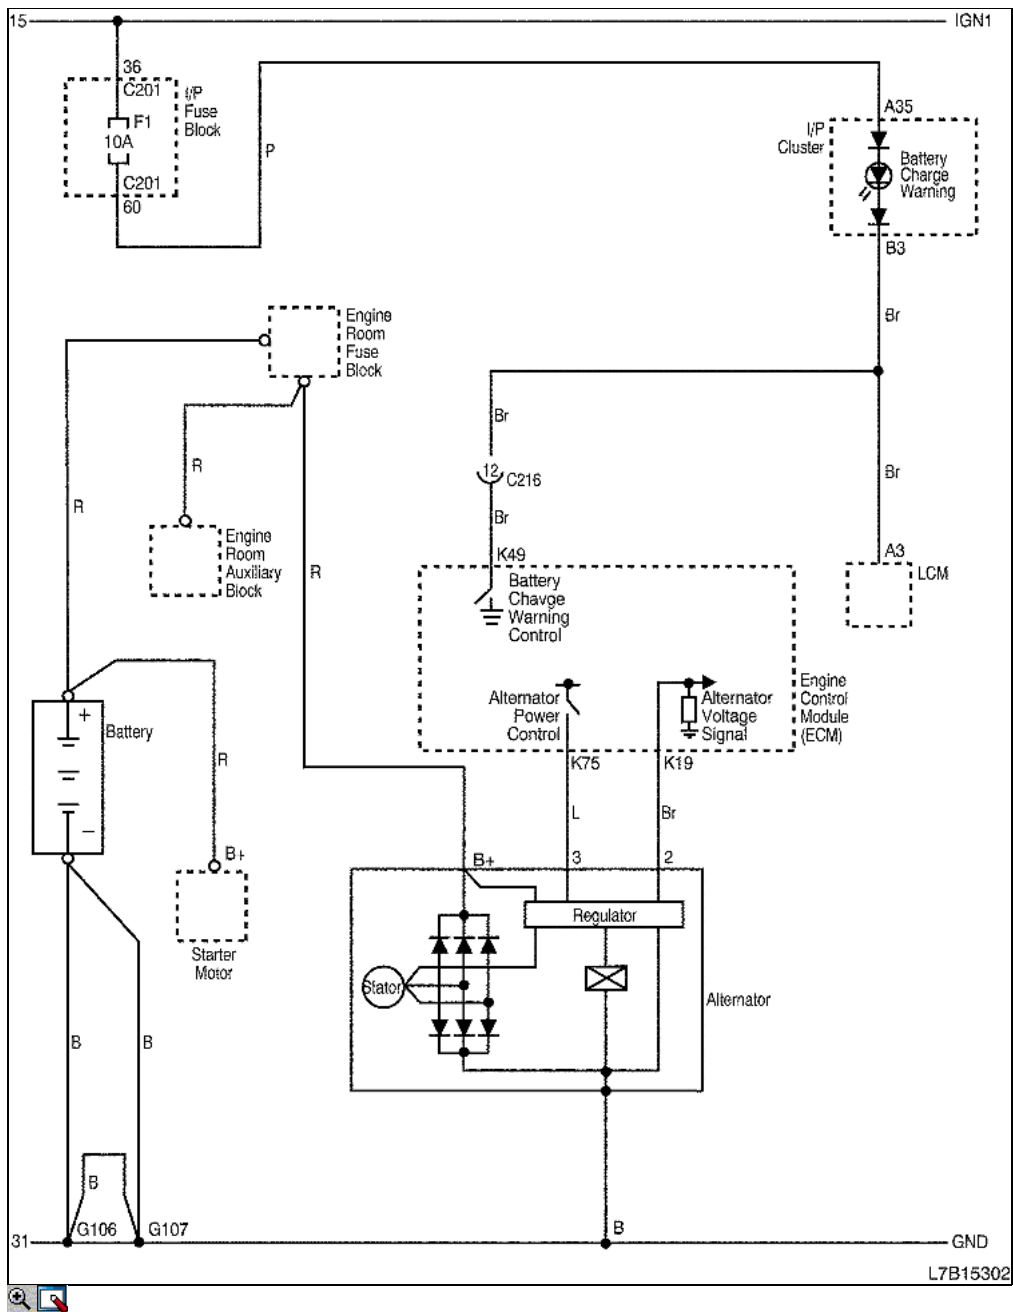 15
IGN1
36
C201
I/P
Fuse
Block
F1
10A
C201
60
P
A35
I/P
Cluster
Battery
Charge
Warning
B3
Br
Engine
Room
Fuse
Block
Br
12
C216
Br
Br
R
R
Engine
Room
Auxiliary
Block
R
K49
A3
LCM
Battery
Chavge
Warning
Control
Alternator
Power
Control
Alternator
Voltage
Signal
Engine
Control
Module
(ECM)
+
Battery
−
R
K75
K19
L
Br
B+
Starter
Motor
B+
3
2
Regulator
Stator
Alternator
B
B
B
G106
G107
B
31
GND
L7B15302